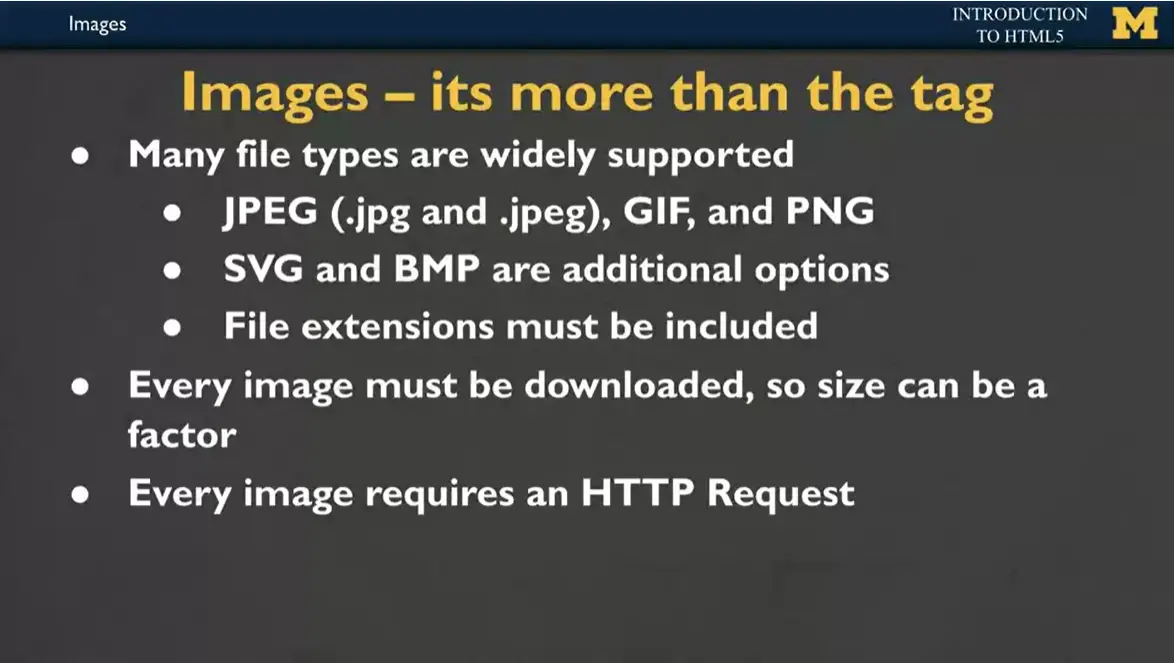 Images
INTRODUCTION
TO HTML5
M
Images – its more than the tag
● Many file types are widely supported
● JPEG (.jpg and .jpeg), GIF, and PNG
● SVG and BMP are additional options
● File extensions must be included
● Every image must be downloaded, so size can be a
factor
● Every image requires an HTTP Request